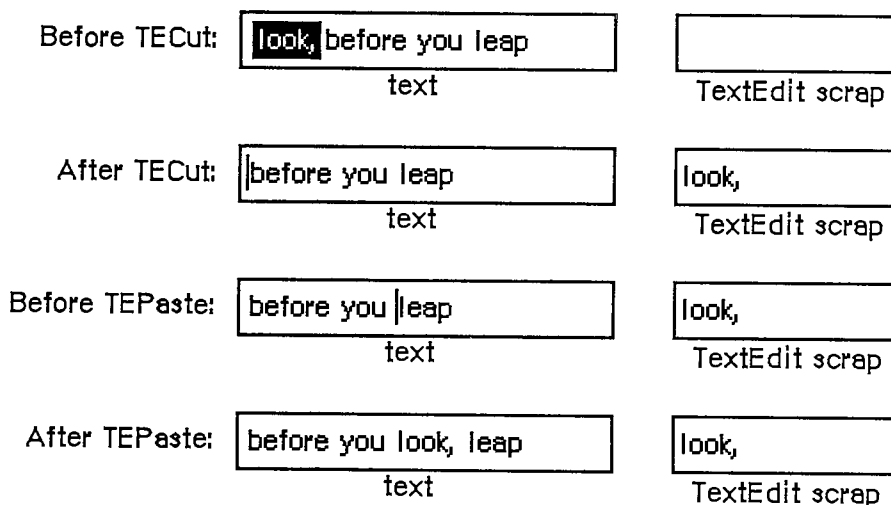 Before TECut: look, before you leap
text TextEdit scrap
After TECut: before you leap look,
text TextEdit scrap
Before TEPaste: before you leap look,
text TextEdit scrap
After TEPaste: before you look, leap look,
text TextEdit scrap